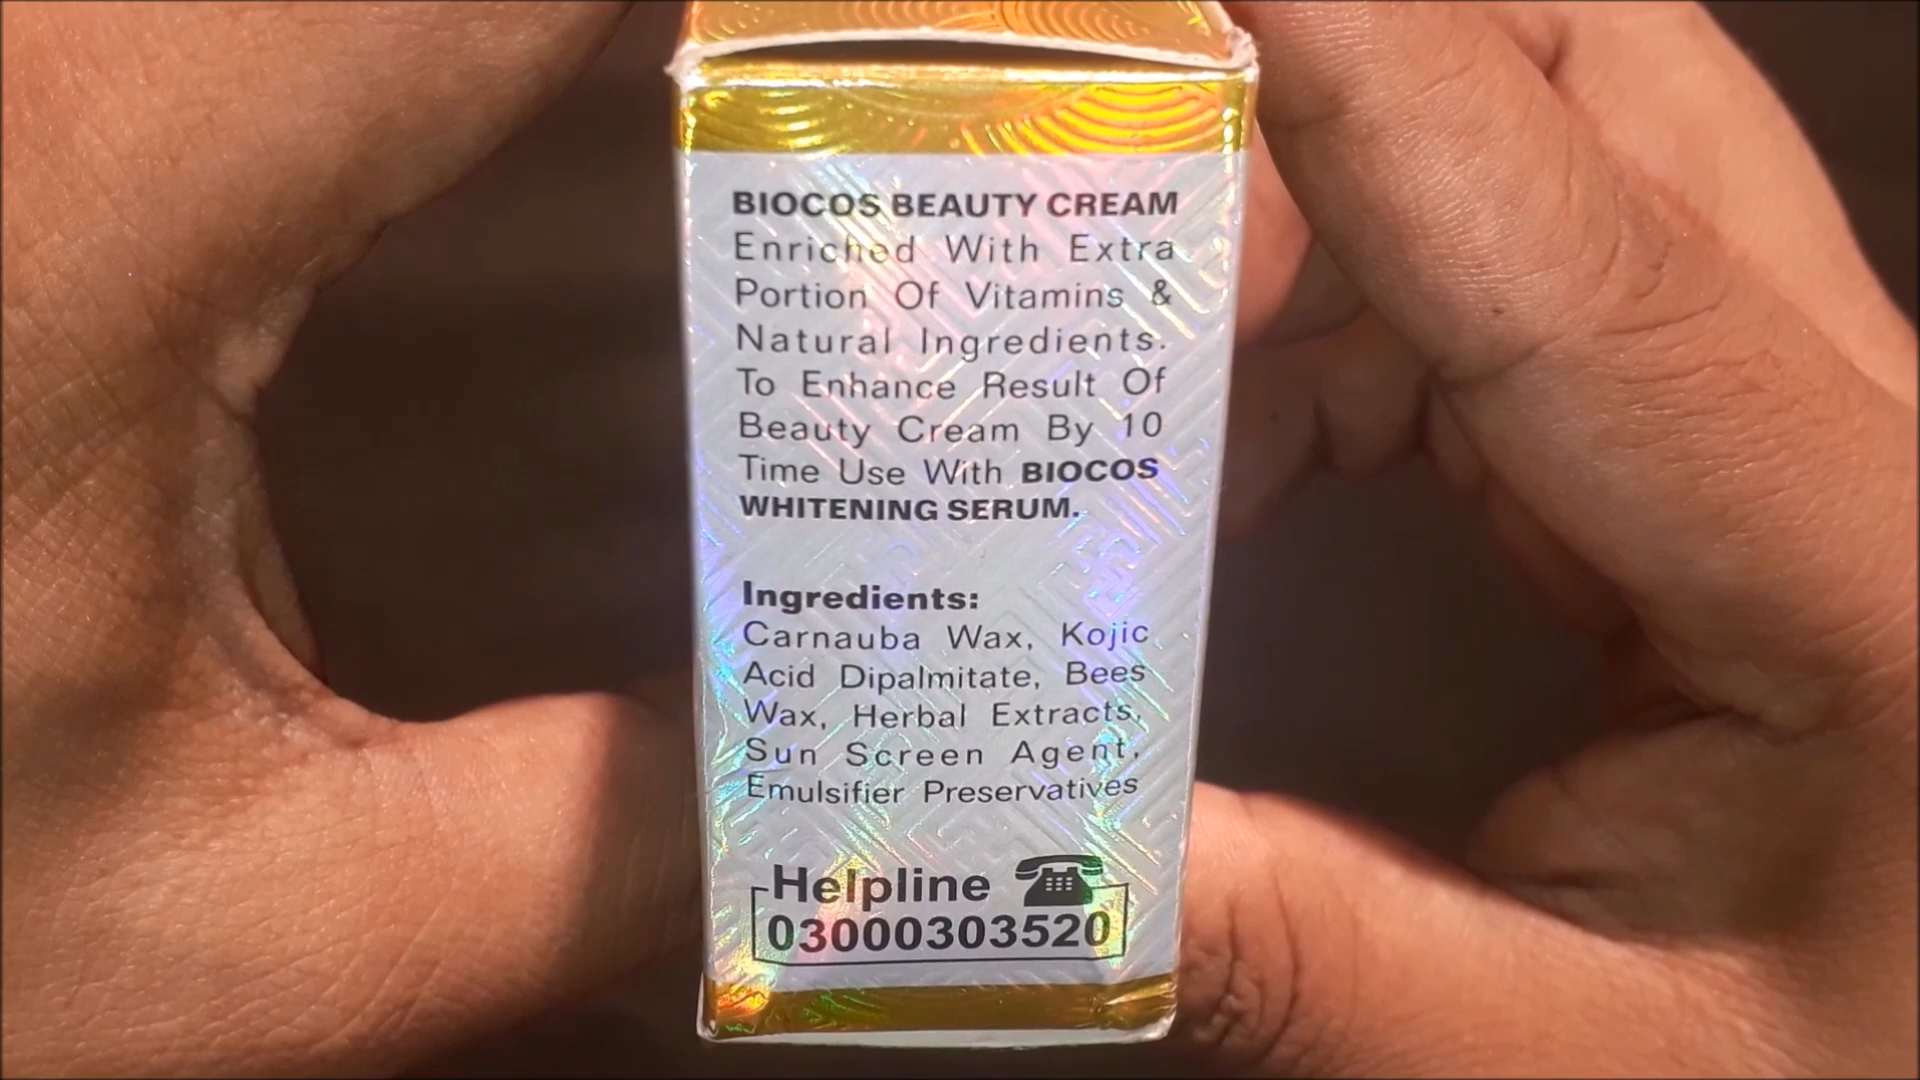 BIOCOS BEAUTY CREAM
Enriched With Extra
Portion Of Vitamins &
Natural Ingredients.
To Enhance Result Of
Beauty Cream By 10
Time Use With BIOCOS
WHITENING SERUM.
Ingredients:
Carnauba Wax, Kojic
Acid Dipalmitate, Bees
Wax, Herbal Extracts,
Sun Screen Agent,
Emulsifier Preservatives
Helpline
03000303520